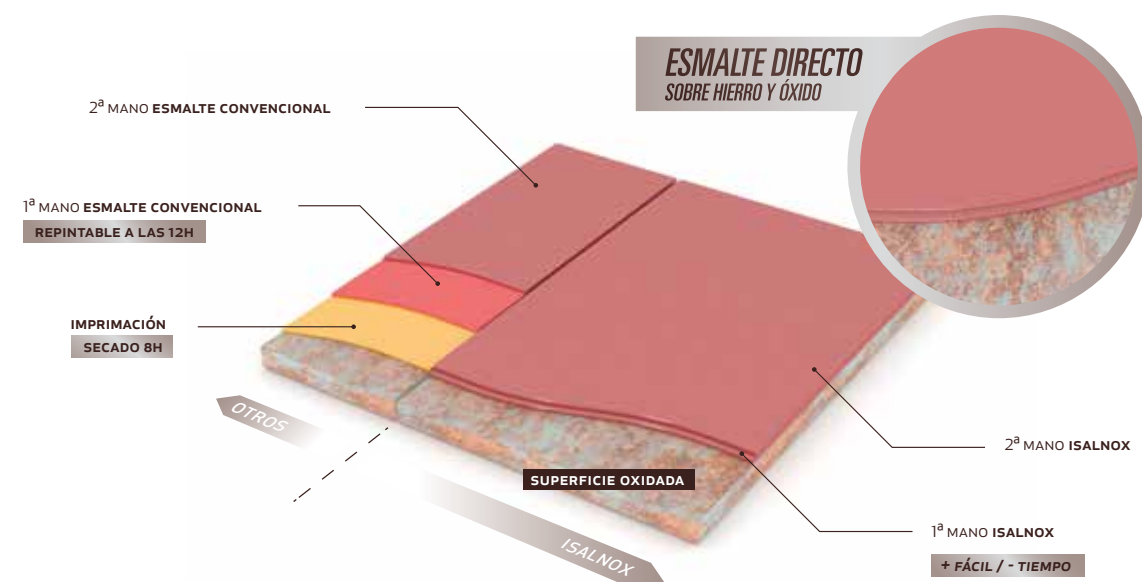 ESMALTE DIRECTO
SOBRE HIERRO Y ÓXIDO
2ª MANO ESMALTE CONVENCIONAL
1ª MANO ESMALTE CONVENCIONAL
REPINTABLE A LAS 12H
IMPRIMACIÓN
SECADO 8H
OTROS
SUPERFICIE OXIDADA
ISALNOX
2ª MANO ISALNOX
1ª MANO ISALNOX
+ FÁCIL / - TIEMPO